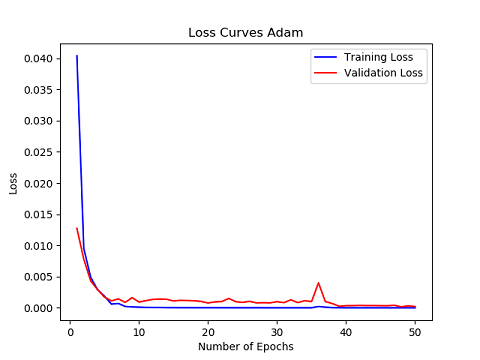 Loss Curves Adam
Training Loss
Validation Loss
0.040
0.035
0.030
0.025
0.020
0.015
0.010
0.005
0.000
Loss
0 10 20 30 40 50
Number of Epochs